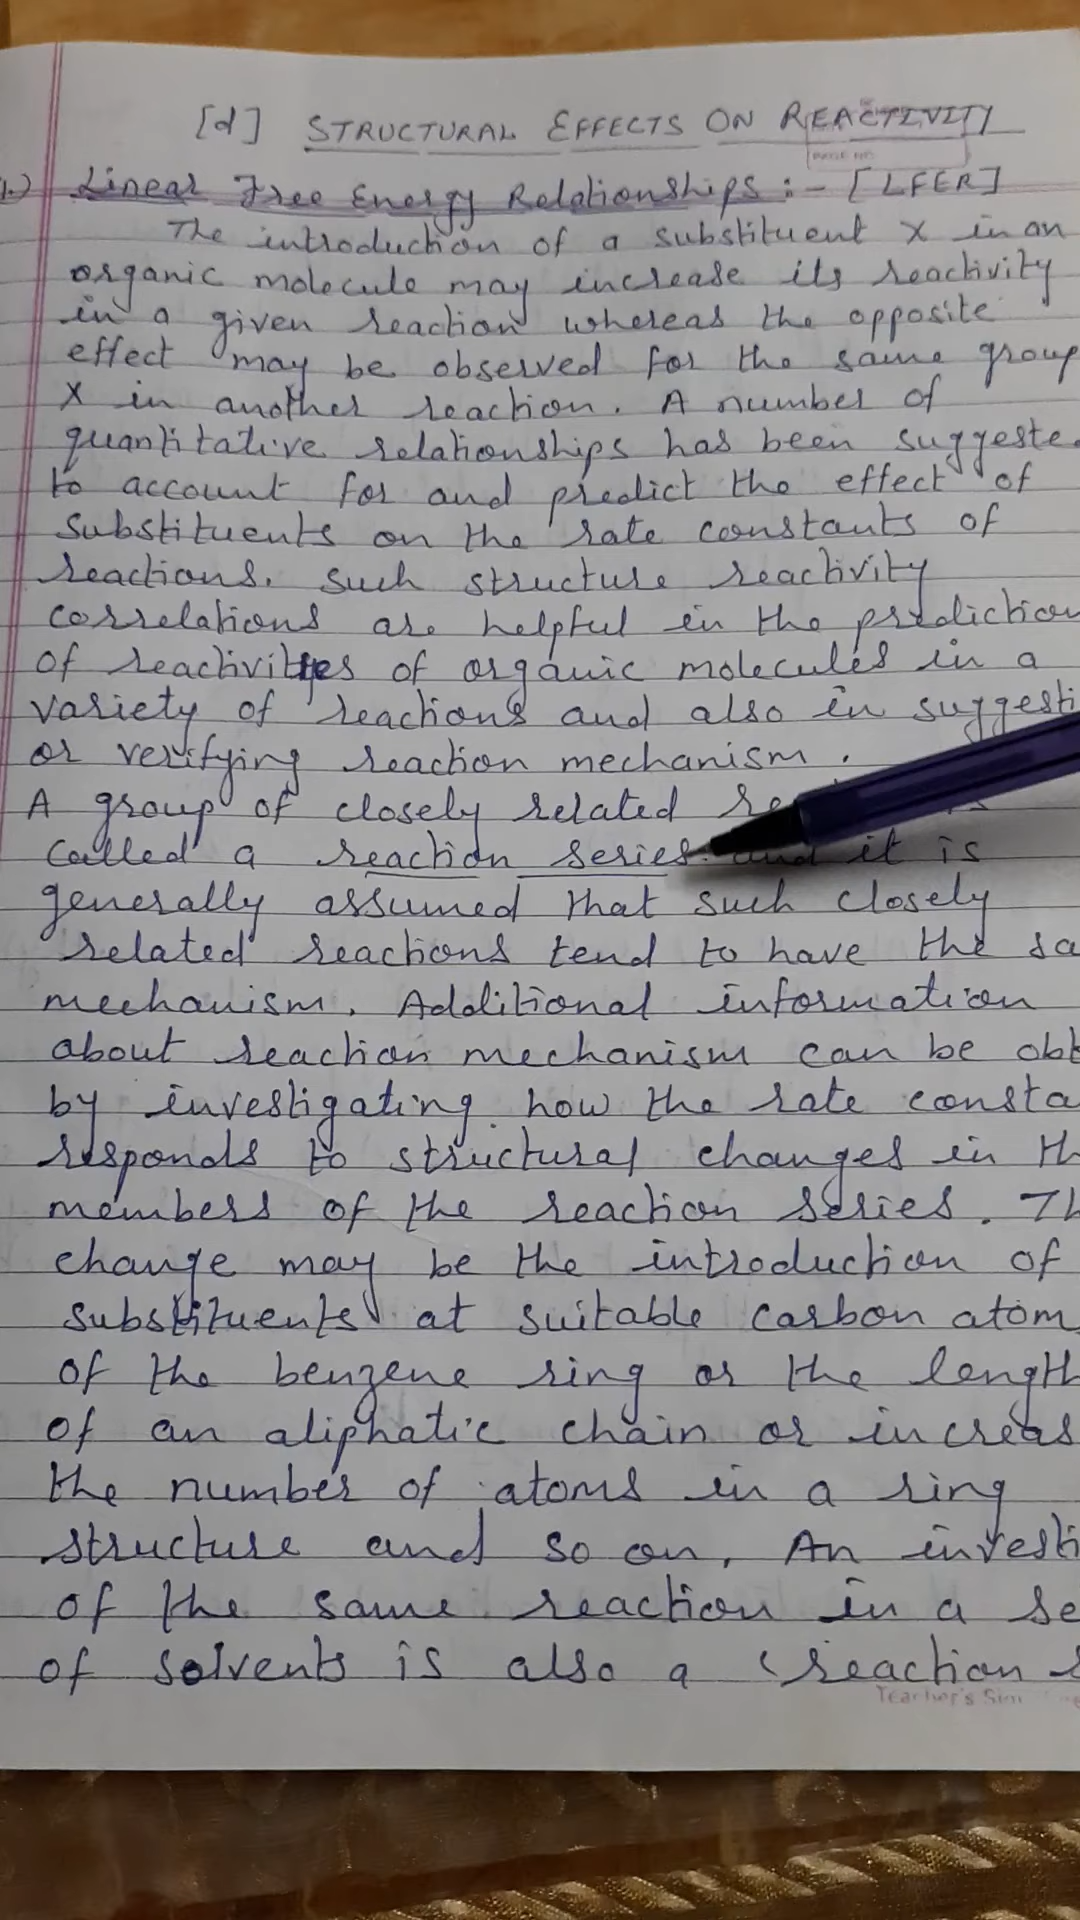 [d] STRUCTURAL EFFECTS ON REACTIVITY
PAGE NO
1.) Linear Free Energy Relationships :- [LFER]
The introduction of a substituent X in an
organic molecule may increase its reactivity
in a given reaction whereas the opposite
effect may be observed for the same group
X in another reaction. A number of
quantitative relationships has been suggeste
to account for and predict the effect of
substituents on the rate constants of
reactions. Such structure reactivity
correlations are helpful in the prediction
of reactivities of organic molecules in a
variety of reactions and also in suggesti
or verifying reaction mechanism.
A group of closely related
called a reaction series and it is
generally assumed that such closely
related reactions tend to have the sa
mechanism. Additional information
about reaction mechanism can be obt
by investigating how the rate consta
responds to structural changes in th
members of the reaction series. Th
change may be the introduction of
substituents at suitable carbon atom
of the benzene ring or the length
of an aliphatic chain or increas
the number of atoms in a ring
structure and so on. An investi
of the same reaction in a se
of solvents is also a (reaction s
Teacher's Sign